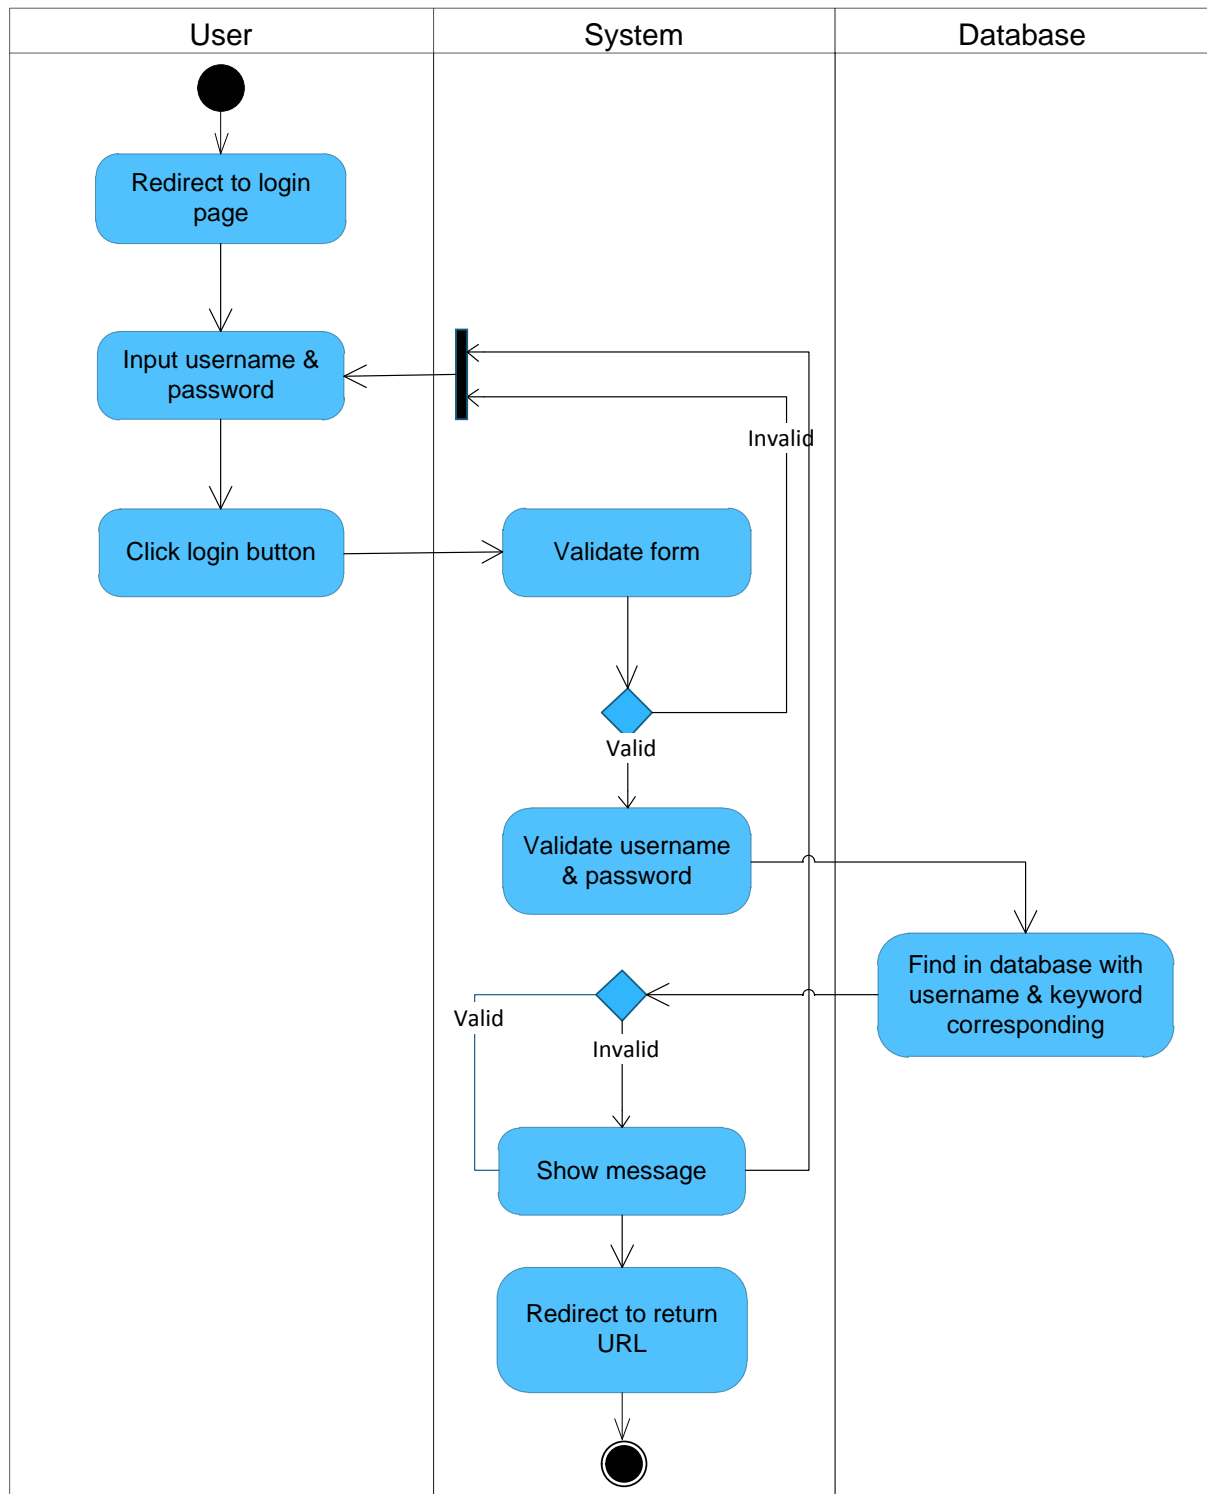 User
System
Database
Redirect to login
page
Input username &
password
Invalid
Click login button
Validate form
Valid
Validate username
& password
Find in database with
username & keyword
corresponding
Valid
Invalid
Show message
Redirect to return
URL